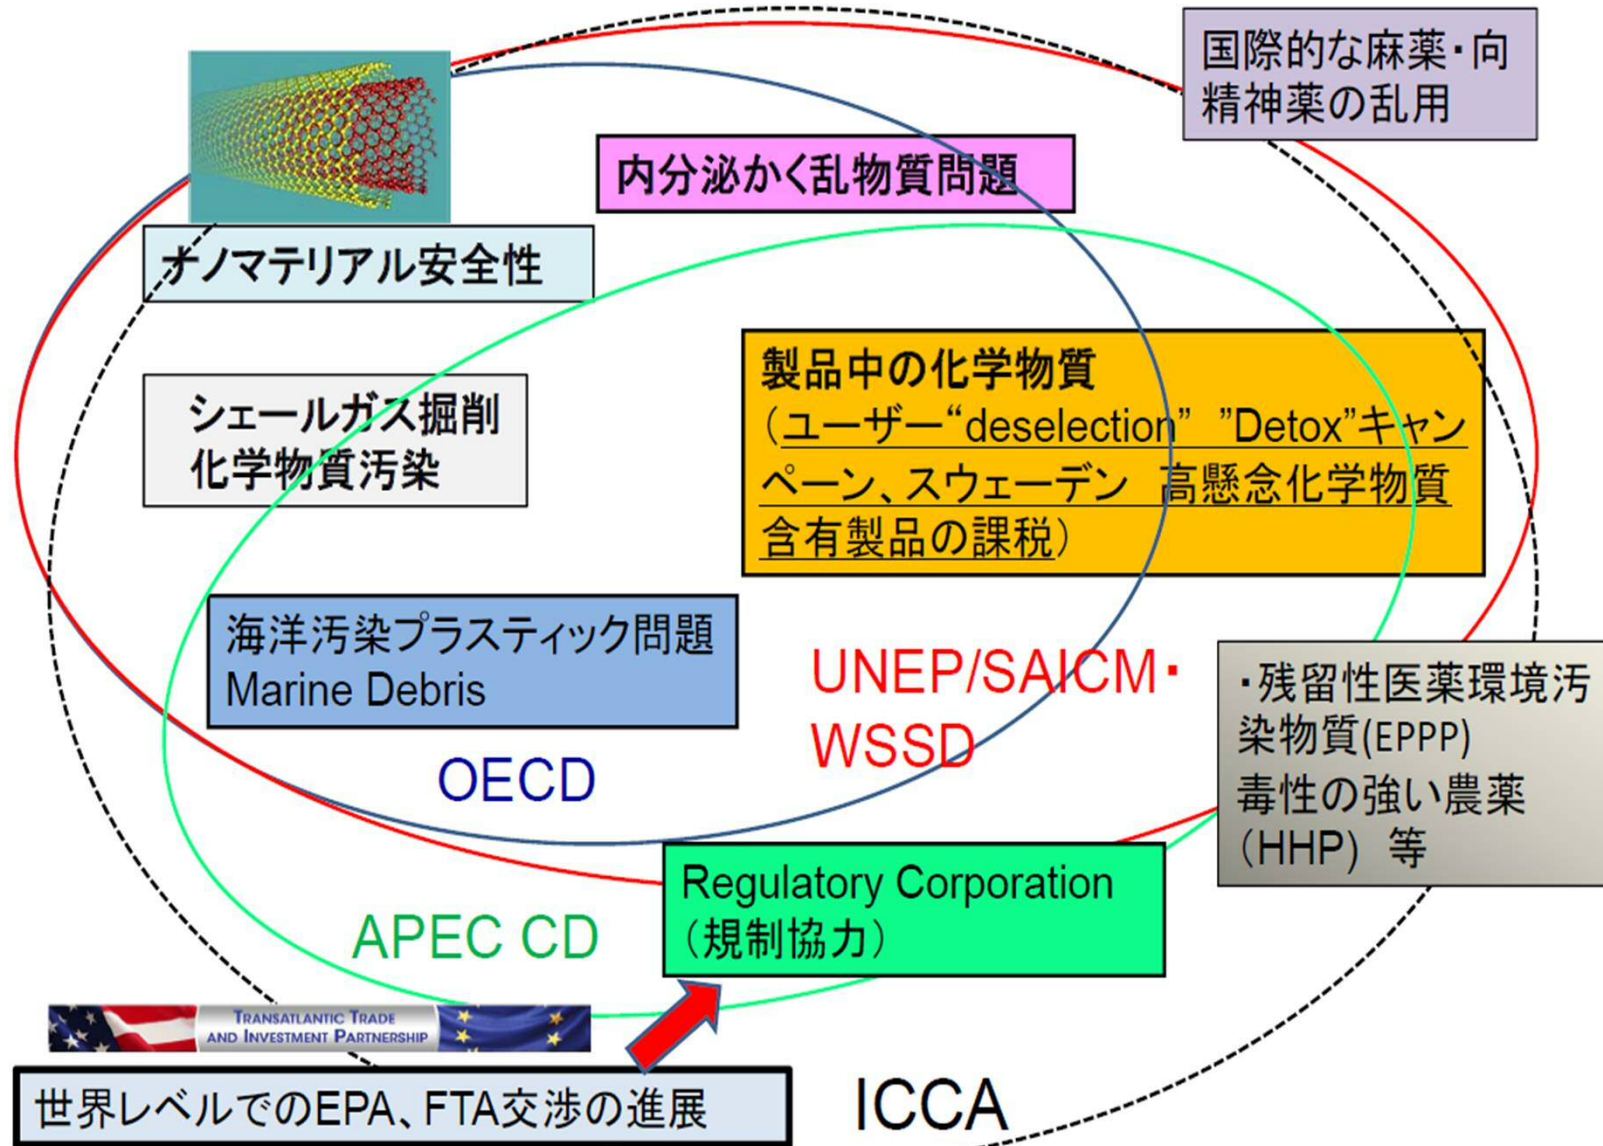 国際的な麻薬・向
精神薬の乱用
内分泌かく乱物質問題
ナノマテリアル安全性
製品中の化学物質
（ユーザー“deselection” ”Detox”キャン
ペーン、スウェーデン　高懸念化学物質
含有製品の課税）
シェールガス掘削
化学物質汚染
海洋汚染プラスティック問題
Marine Debris
UNEP/SAICM・
WSSD
・残留性医薬環境汚
染物質(EPPP)
毒性の強い農薬
（HHP) 等
OECD
Regulatory Corporation
（規制協力）
APEC CD
TRANSATLANTIC TRADE
AND INVESTMENT PARTNERSHIP
世界レベルでのEPA、FTA交渉の進展
ICCA